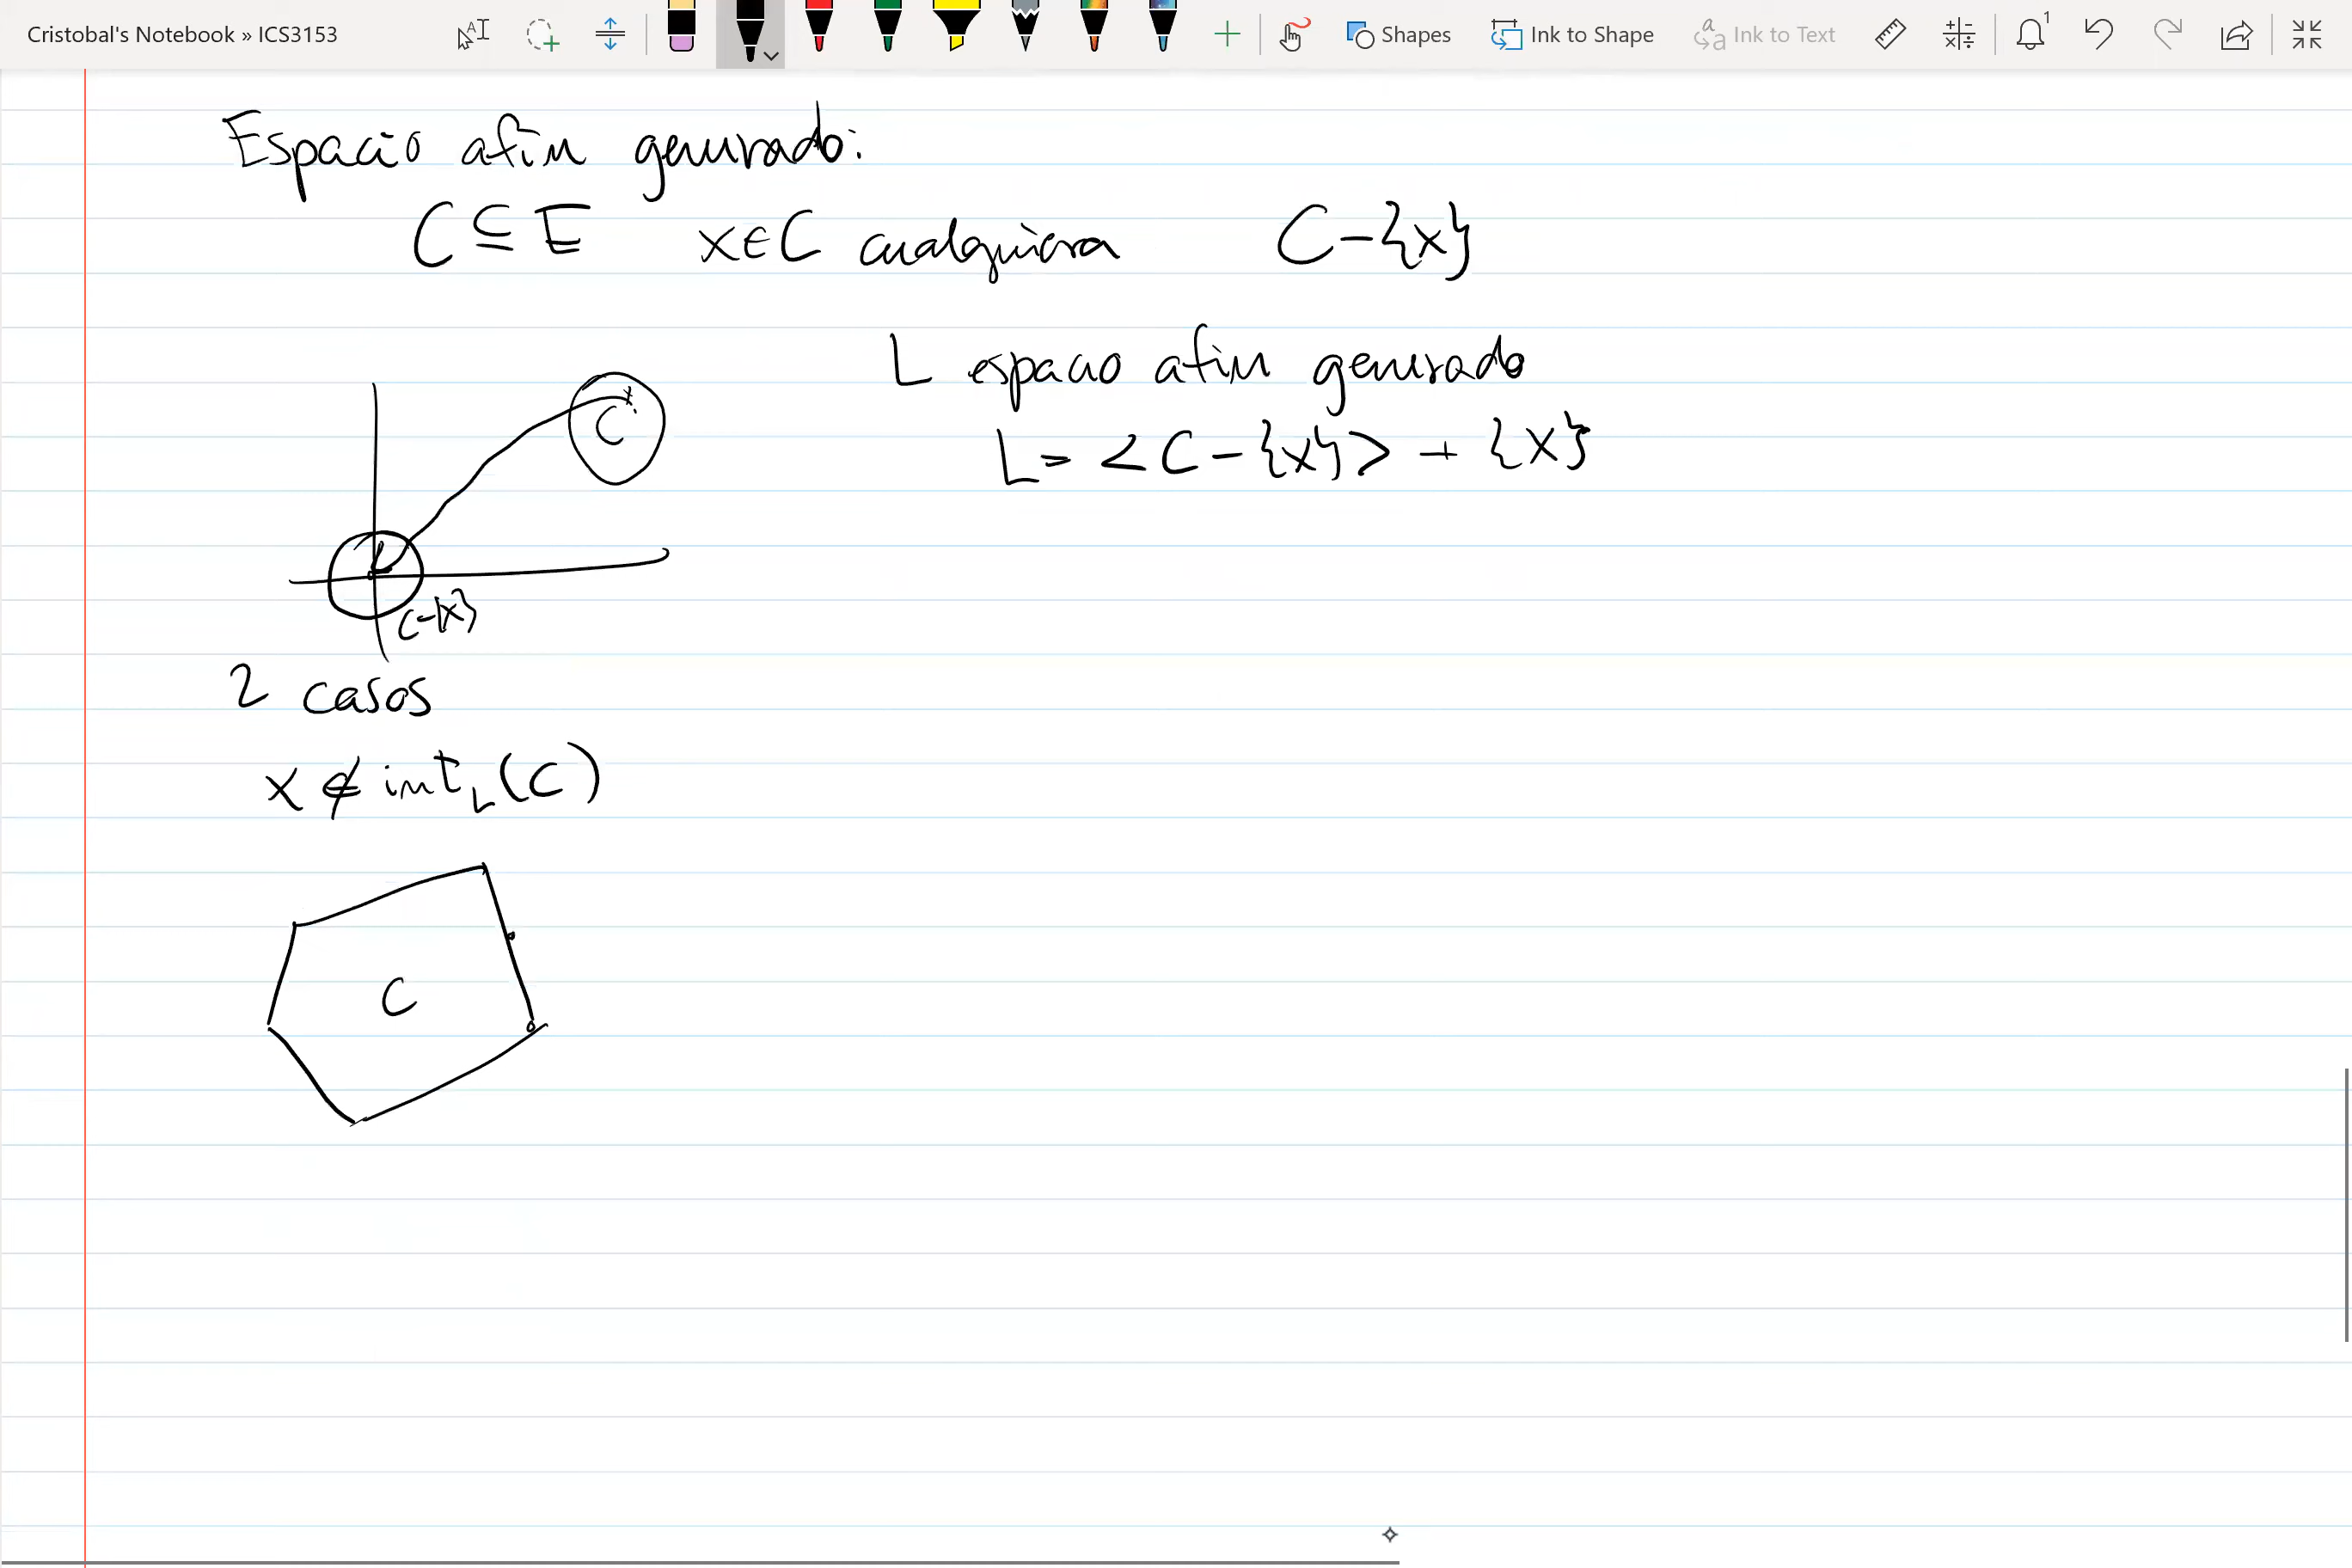 Cristobal's Notebook » ICS3153
Shapes
Ink to Shape
Ink to Text
1
Espacio afín generado:
C ⊆ E x∈C cualquiera C-{x}
L espacio afín generado
L = <C-{x}> + {x}
x
C
C-{x}
2 casos
x ∉ int_L(C)
C